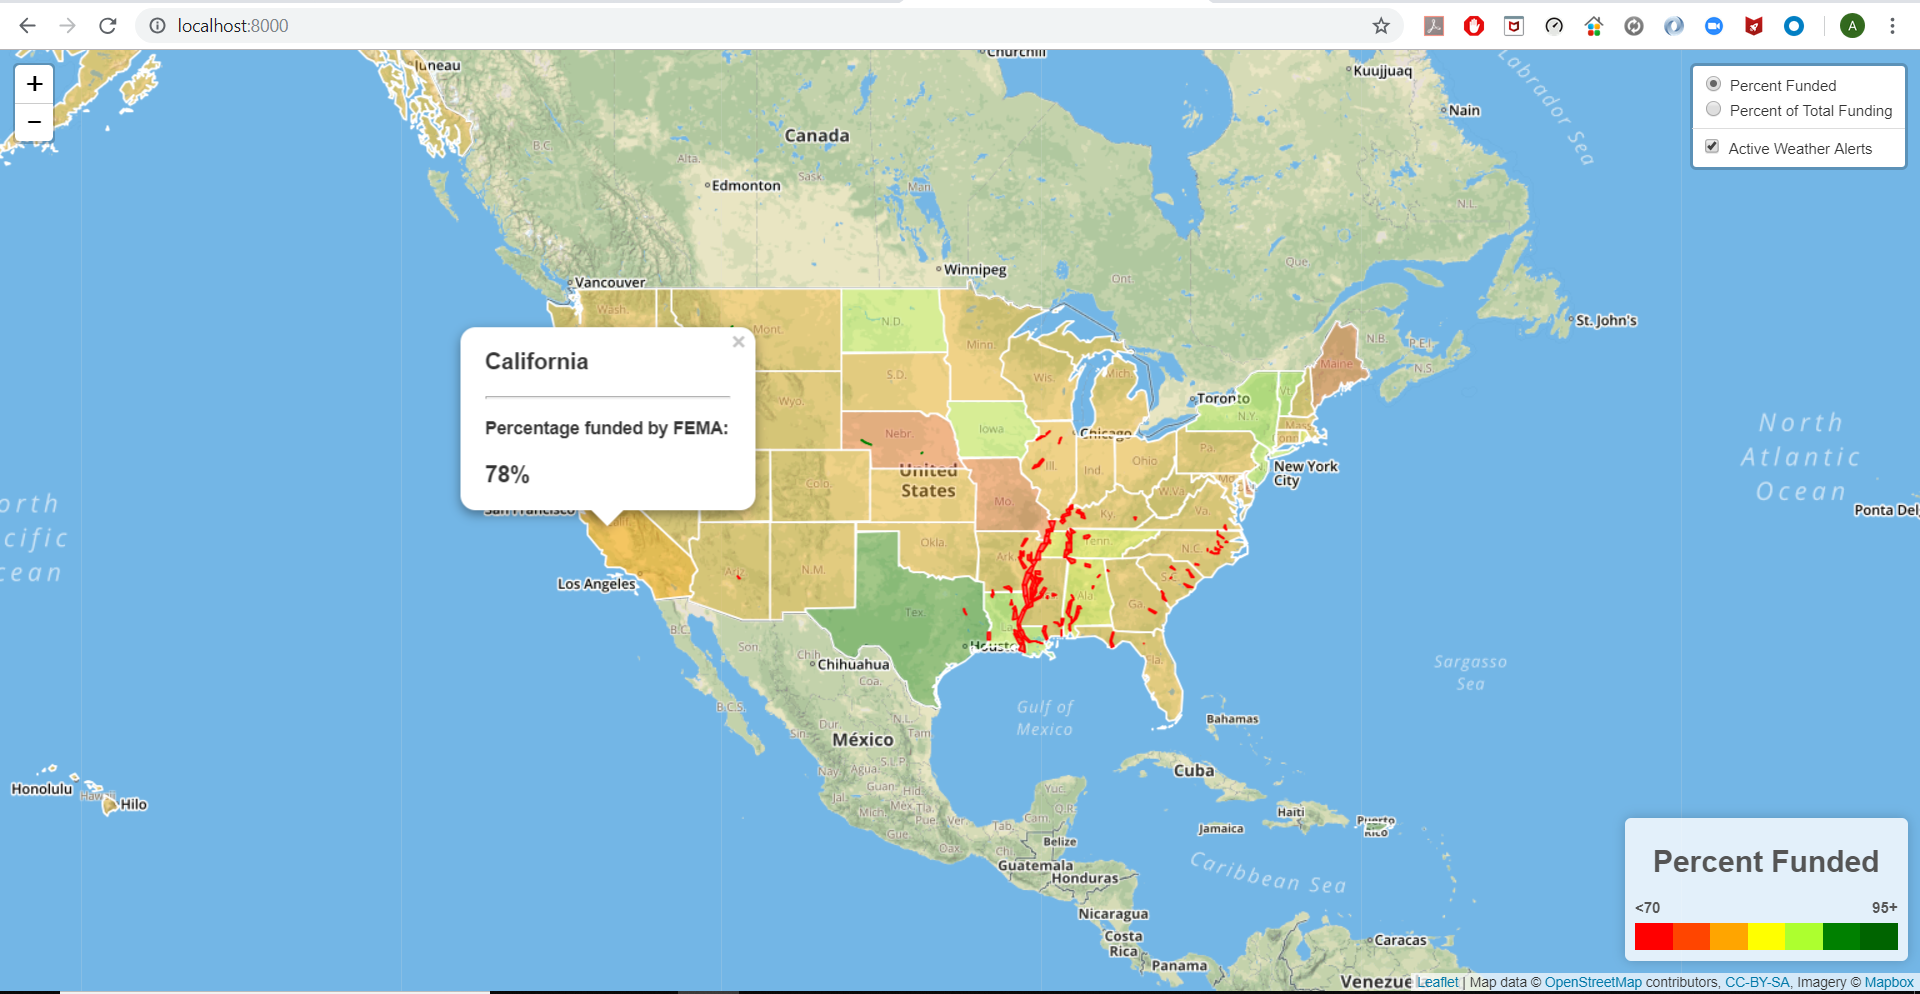 localhost:8000
A
+
−
Percent Funded
Percent of Total Funding
Active Weather Alerts
Juneau
Churchill
Kuujjuaq
Labrador Sea
Nain
Canada
B.C.
Alta.
Sask.
Man.
Edmonton
N.L.
Ont.
Que.
Winnipeg
Vancouver
St. John's
Wash.
Mont.
N.D.
Minn.
N.B.
P.E.I.
N.S.
Maine
California
Percentage funded by FEMA:
78%
×
S.D.
Wis.
Mich.
Wyo.
Toronto
Vt.
N.Y.
Iowa
Nebr.
Chicago
Mass.
Conn.
Pa.
North
Atlantic
Ocean
United
States
Ill.
Ind.
Ohio
New York
City
Colo.
Mo.
W.Va.
Va.
Ky.
San Francisco
Calif.
Ponta Del
orth
cific
cean
Okla.
Ark.
Tenn.
N.C.
Los Angeles
Ariz.
N.M.
S.C.
Ala.
Ga.
Tex.
La.
B.C.
Son.
Chih.
Houston
Chihuahua
Coa.
Fla.
Sargasso
Sea
B.C.S.
Dur.
N.L.
Sin.
Tam.
Gulf of
Mexico
Bahamas
México
Nay.
Agua.
S.L.P.
Cuba
Honolulu
Hawaii
Hilo
Jal.
Guan.
Hid.
Yuc.
Q.R.
Mich.
Méx.
Tla.
Pue.
Ver.
Cam.
Tab.
Haiti
Jamaica
Puerto
Rico
Gue.
Oax.
Ch.
Belize
Guatemala
Honduras
Caribbean Sea
Nicaragua
Costa
Rica
Panama
Caracas
Venezue
Percent Funded
<70
95+
Leaflet | Map data © OpenStreetMap contributors, CC-BY-SA, Imagery © Mapbox